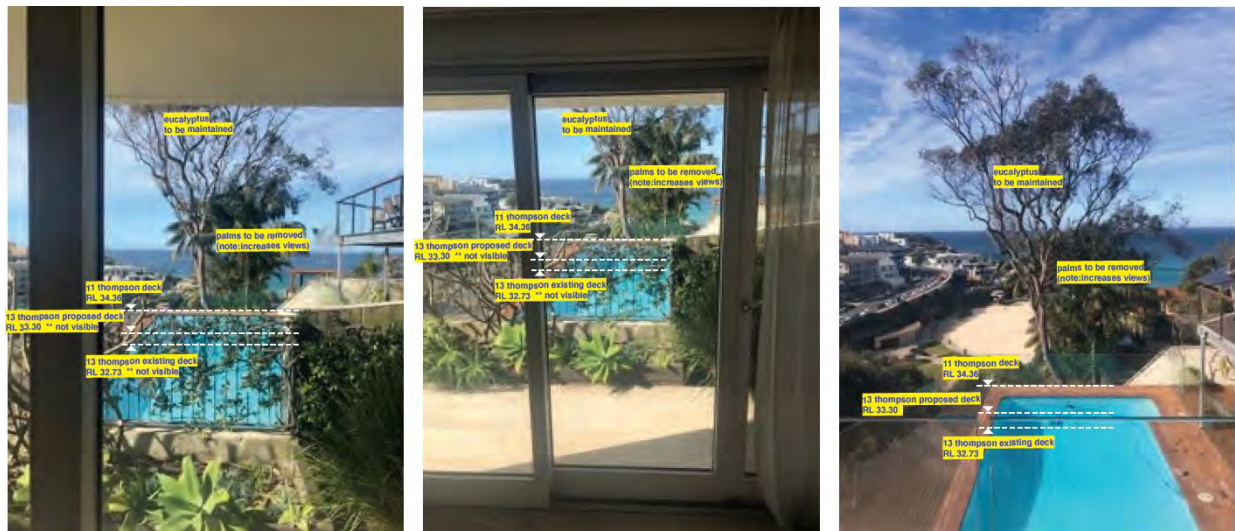 eucalyptus
to be maintained
palms to be removed
(note:increases views)
11 thompson deck
RL 34.36
13 thompson proposed deck
RL 33.30 ** not visible
13 thompson existing deck
RL 32.73 ** not visible
eucalyptus
to be maintained
palms to be removed
(note:increases views)
11 thompson deck
RL 34.36
13 thompson proposed deck
RL 33.30 ** not visible
13 thompson existing deck
RL 32.73 ** not visible
eucalyptus
to be maintained
palms to be removed
(note:increases views)
11 thompson deck
RL 34.36
13 thompson proposed deck
RL 33.30
13 thompson existing deck
RL 32.73